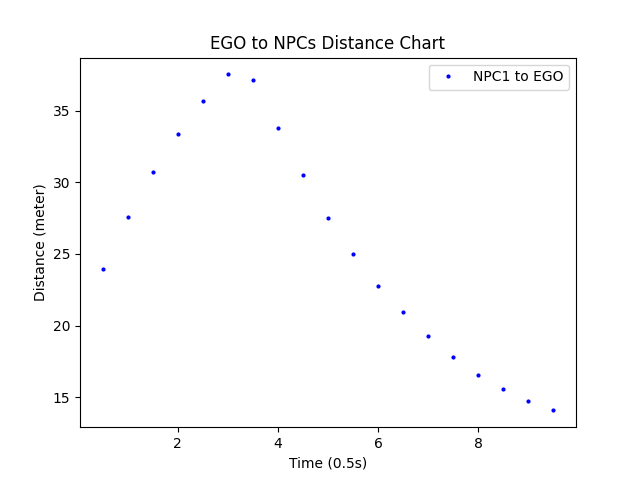 EGO to NPCs Distance Chart
NPC1 to EGO
35
30
25
20
15
Distance (meter)
2 4 6 8
Time (0.5s)